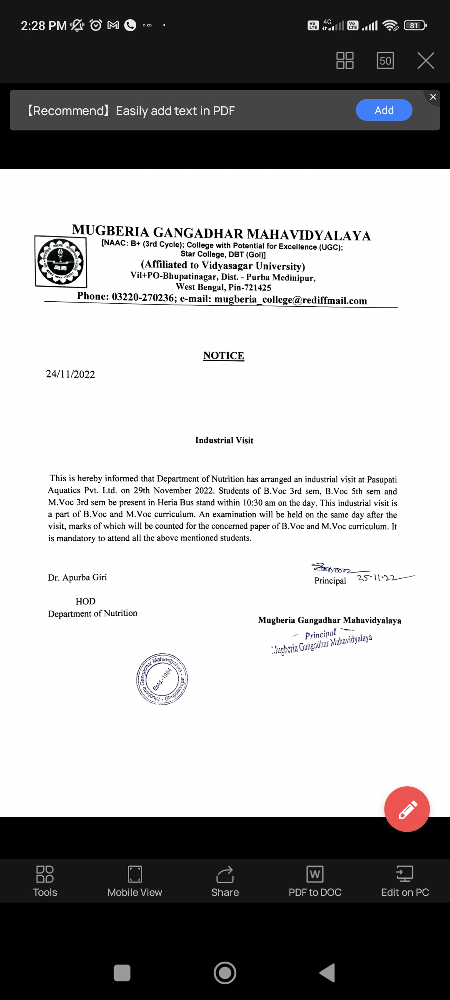 2:28 PM
DIZO
Vo LTE 4G Vo LTE 81
50
【Recommend】Easily add text in PDF
Add
MUGBERIA GANGADHAR MAHAVIDYALAYA
[NAAC: B+ (3rd Cycle); College with Potential for Excellence (UGC);
Star College, DBT (GoI)]
(Affiliated to Vidyasagar University)
Vil+PO-Bhupatinagar, Dist. - Purba Medinipur,
West Bengal, Pin-721425
Phone: 03220-270236; e-mail: mugberia_college@rediffmail.com
NOTICE
24/11/2022
Industrial Visit
This is hereby informed that Department of Nutrition has arranged an industrial visit at Pasupati
Aquatics Pvt. Ltd. on 29th November 2022. Students of B.Voc 3rd sem, B.Voc 5th sem and
M.Voc 3rd sem be present in Heria Bus stand within 10:30 am on the day. This industrial visit is
a part of B.Voc and M.Voc curriculum. An examination will be held on the same day after the
visit, marks of which will be counted for the concerned paper of B.Voc and M.Voc curriculum. It
is mandatory to attend all the above mentioned students.
Dr. Apurba Giri
Principal 25-11-22
HOD
Department of Nutrition
Mugberia Gangadhar Mahavidyalaya
Principal
Mugberia Gangadhar Mahavidyalaya
Mugberia Gangadhar Mahavidyalaya • Bhupatinagar •
Estd.-1964
Tools
Mobile View
Share
W
PDF to DOC
Edit on PC